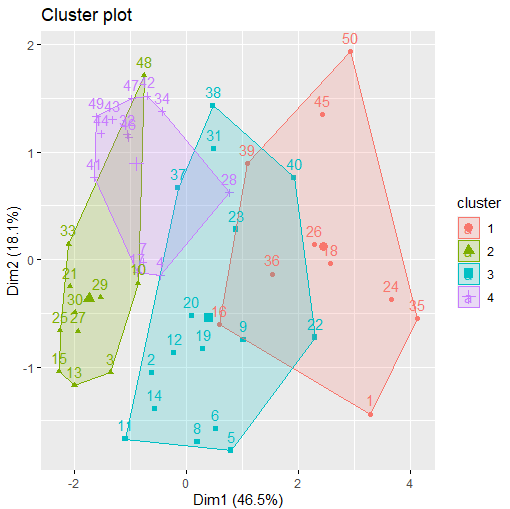 Cluster plot
50
48
47 42
49 43 34 38 45
44 32 46
31
39
41 37 40
28
23
33 26
7 18
17 4 36
21 10
29 24
30 20 35
25 27 16 22
19 9
12
15 13 3 2
14 1
11 6
8 5
2
1
0
-1
-2 0 2 4
Dim1 (46.5%)
Dim2 (18.1%)
cluster
a 1
a 2
a 3
a 4